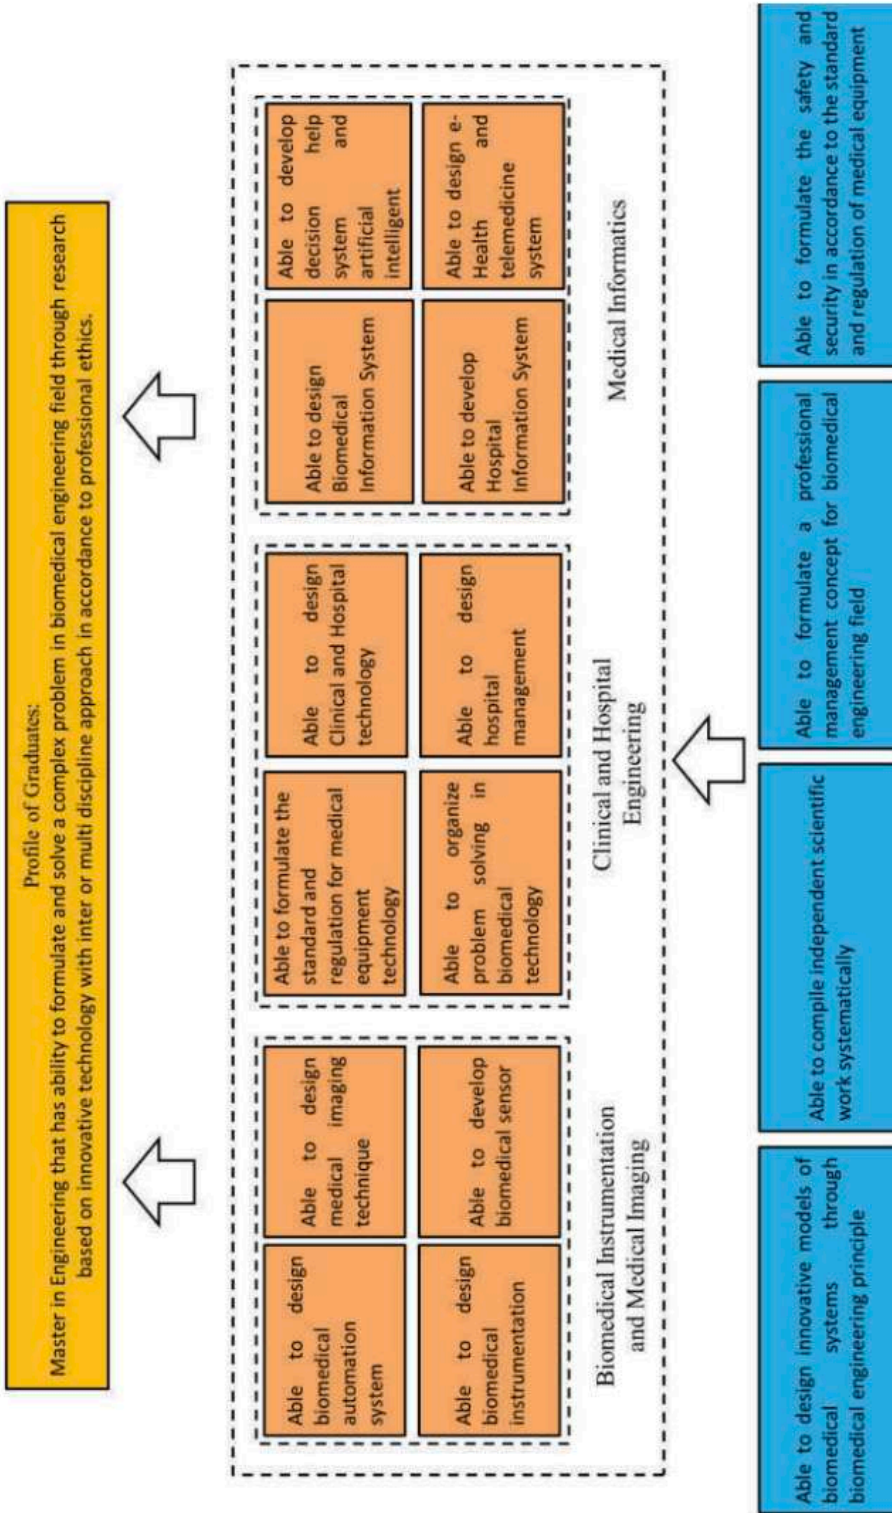 Profile of Graduates:
Master in Engineering that has ability to formulate and solve a complex problem in biomedical engineering field through research
based on innovative technology with inter or multi discipline approach in accordance to professional ethics.
Able to design
biomedical
automation
system
Able to design
medical imaging
technique
Able to design
biomedical
instrumentation
Able to develop
biomedical sensor
Biomedical Instrumentation
and Medical Imaging
Able to formulate the
standard and
regulation for medical
equipment
technology
Able to design
Clinical and Hospital
technology
Able to organize
problem solving in
biomedical
technology
Able to design
hospital
management
Clinical and Hospital
Engineering
Able to design
Biomedical
Information System
Able to develop
decision help
system and
artificial
intelligent
Able to develop
Hospital
Information System
Able to design e-
Health and
telemedicine
system
Medical Informatics
Able to design innovative models of
biomedical systems through
biomedical engineering principle
Able to compile independent scientific
work systematically
Able to formulate a professional
management concept for biomedical
engineering field
Able to formulate the safety and
security in accordance to the standard
and regulation of medical equipment